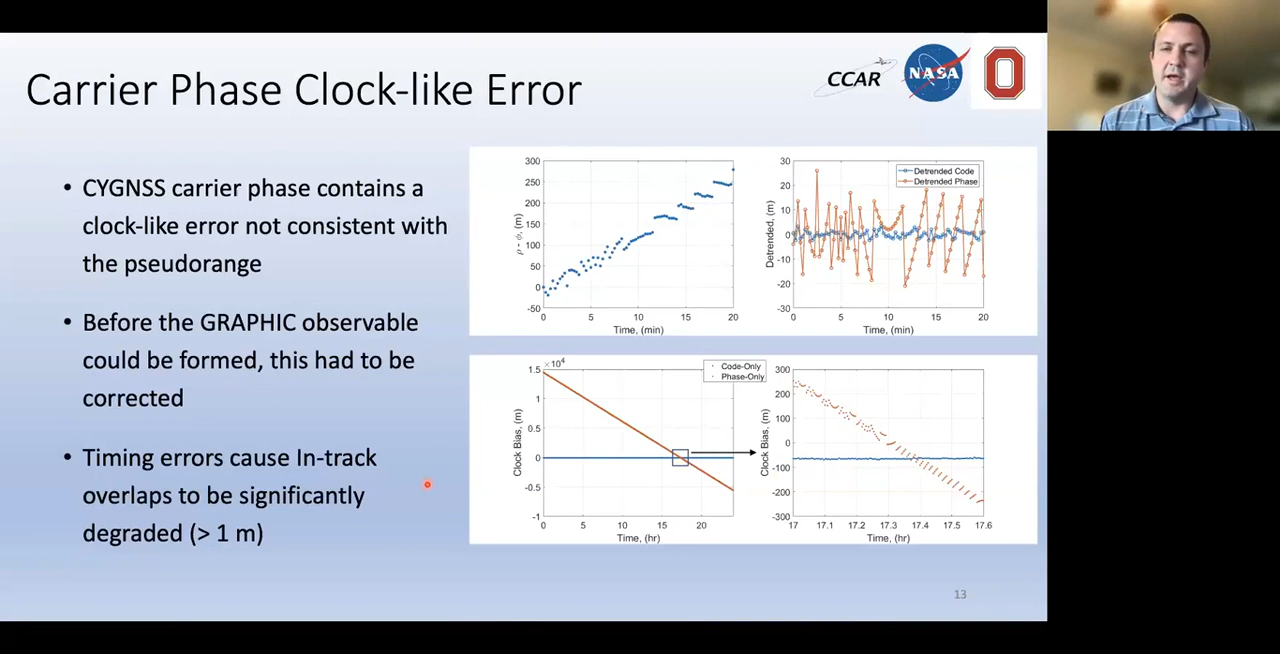 Carrier Phase Clock-like Error
CCAR
NASA
• CYGNSS carrier phase contains a
clock-like error not consistent with
the pseudorange
• Before the GRAPHIC observable
could be formed, this had to be
corrected
• Timing errors cause In-track
overlaps to be significantly
degraded (> 1 m)
300
250
200
150
100
50
0
-50
ρ - ϕ, (m)
0 5 10 15 20
Time, (min)
30
20
10
0
-10
-20
-30
Detrended, (m)
Detrended Code
Detrended Phase
0 5 10 15 20
Time, (min)
×10⁴
1.5
1
0.5
0
-0.5
-1
Clock Bias, (m)
Code-Only
Phase-Only
0 5 10 15 20
Time, (hr)
300
200
100
0
-100
-200
-300
Clock Bias, (m)
17 17.1 17.2 17.3 17.4 17.5 17.6
Time, (hr)
13